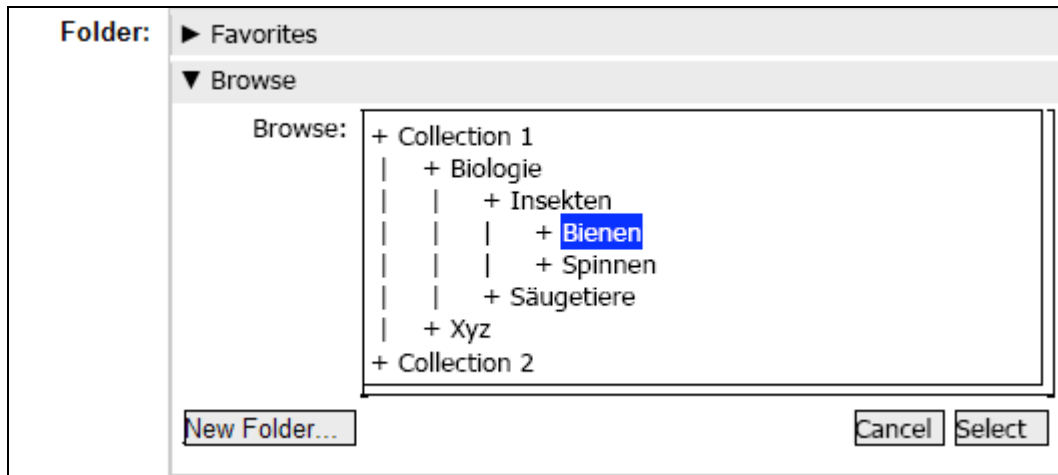 Folder: ▶ Favorites
▼ Browse
Browse: + Collection 1
| + Biologie
| | + Insekten
| | | + Bienen
| | | + Spinnen
| | + Säugetiere
| + Xyz
+ Collection 2
New Folder... Cancel Select